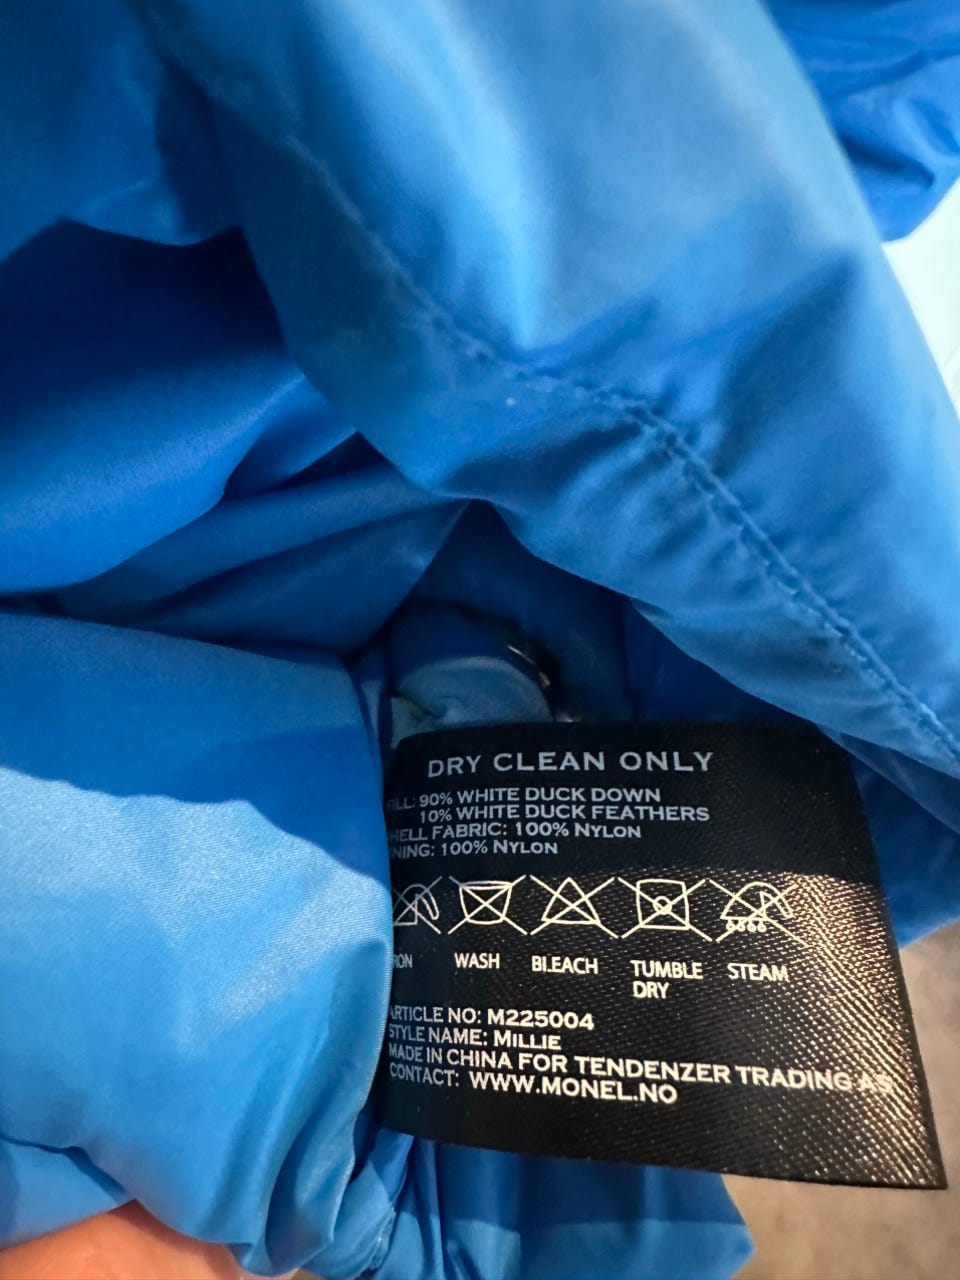 DRY CLEAN ONLY
FILL: 90% WHITE DUCK DOWN
10% WHITE DUCK FEATHERS
HELL FABRIC: 100% NYLON
NING: 100% NYLON
RON WASH BLEACH TUMBLE DRY STEAM
ARTICLE NO: M225004
STYLE NAME: MILLIE
MADE IN CHINA FOR TENDENZER TRADING AS
CONTACT: WWW.MONEL.NO